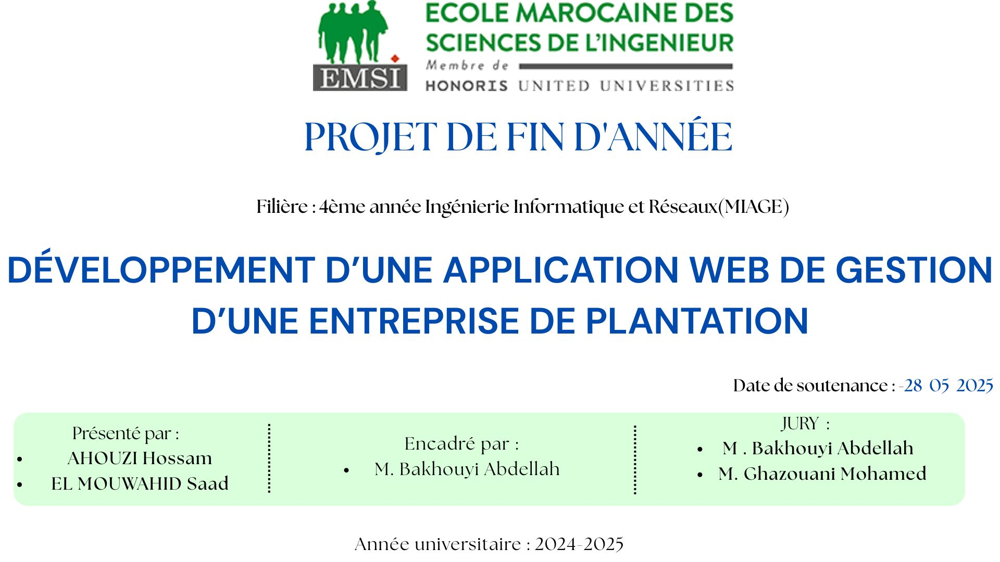 ECOLE MAROCAINE DES
SCIENCES DE L'INGENIEUR
Membre de
EMSI
HONORIS UNITED UNIVERSITIES
PROJET DE FIN D'ANNÉE
Filière : 4ème année Ingénierie Informatique et Réseaux(MIAGE)
DÉVELOPPEMENT D’UNE APPLICATION WEB DE GESTION
D’UNE ENTREPRISE DE PLANTATION
Date de soutenance : -28 05 2025
Présenté par :
• AHOUZI Hossam
• EL MOUWAHID Saad
Encadré par :
• M. Bakhouyi Abdellah
JURY :
• M . Bakhouyi Abdellah
• M. Ghazouani Mohamed
Année universitaire : 2024-2025